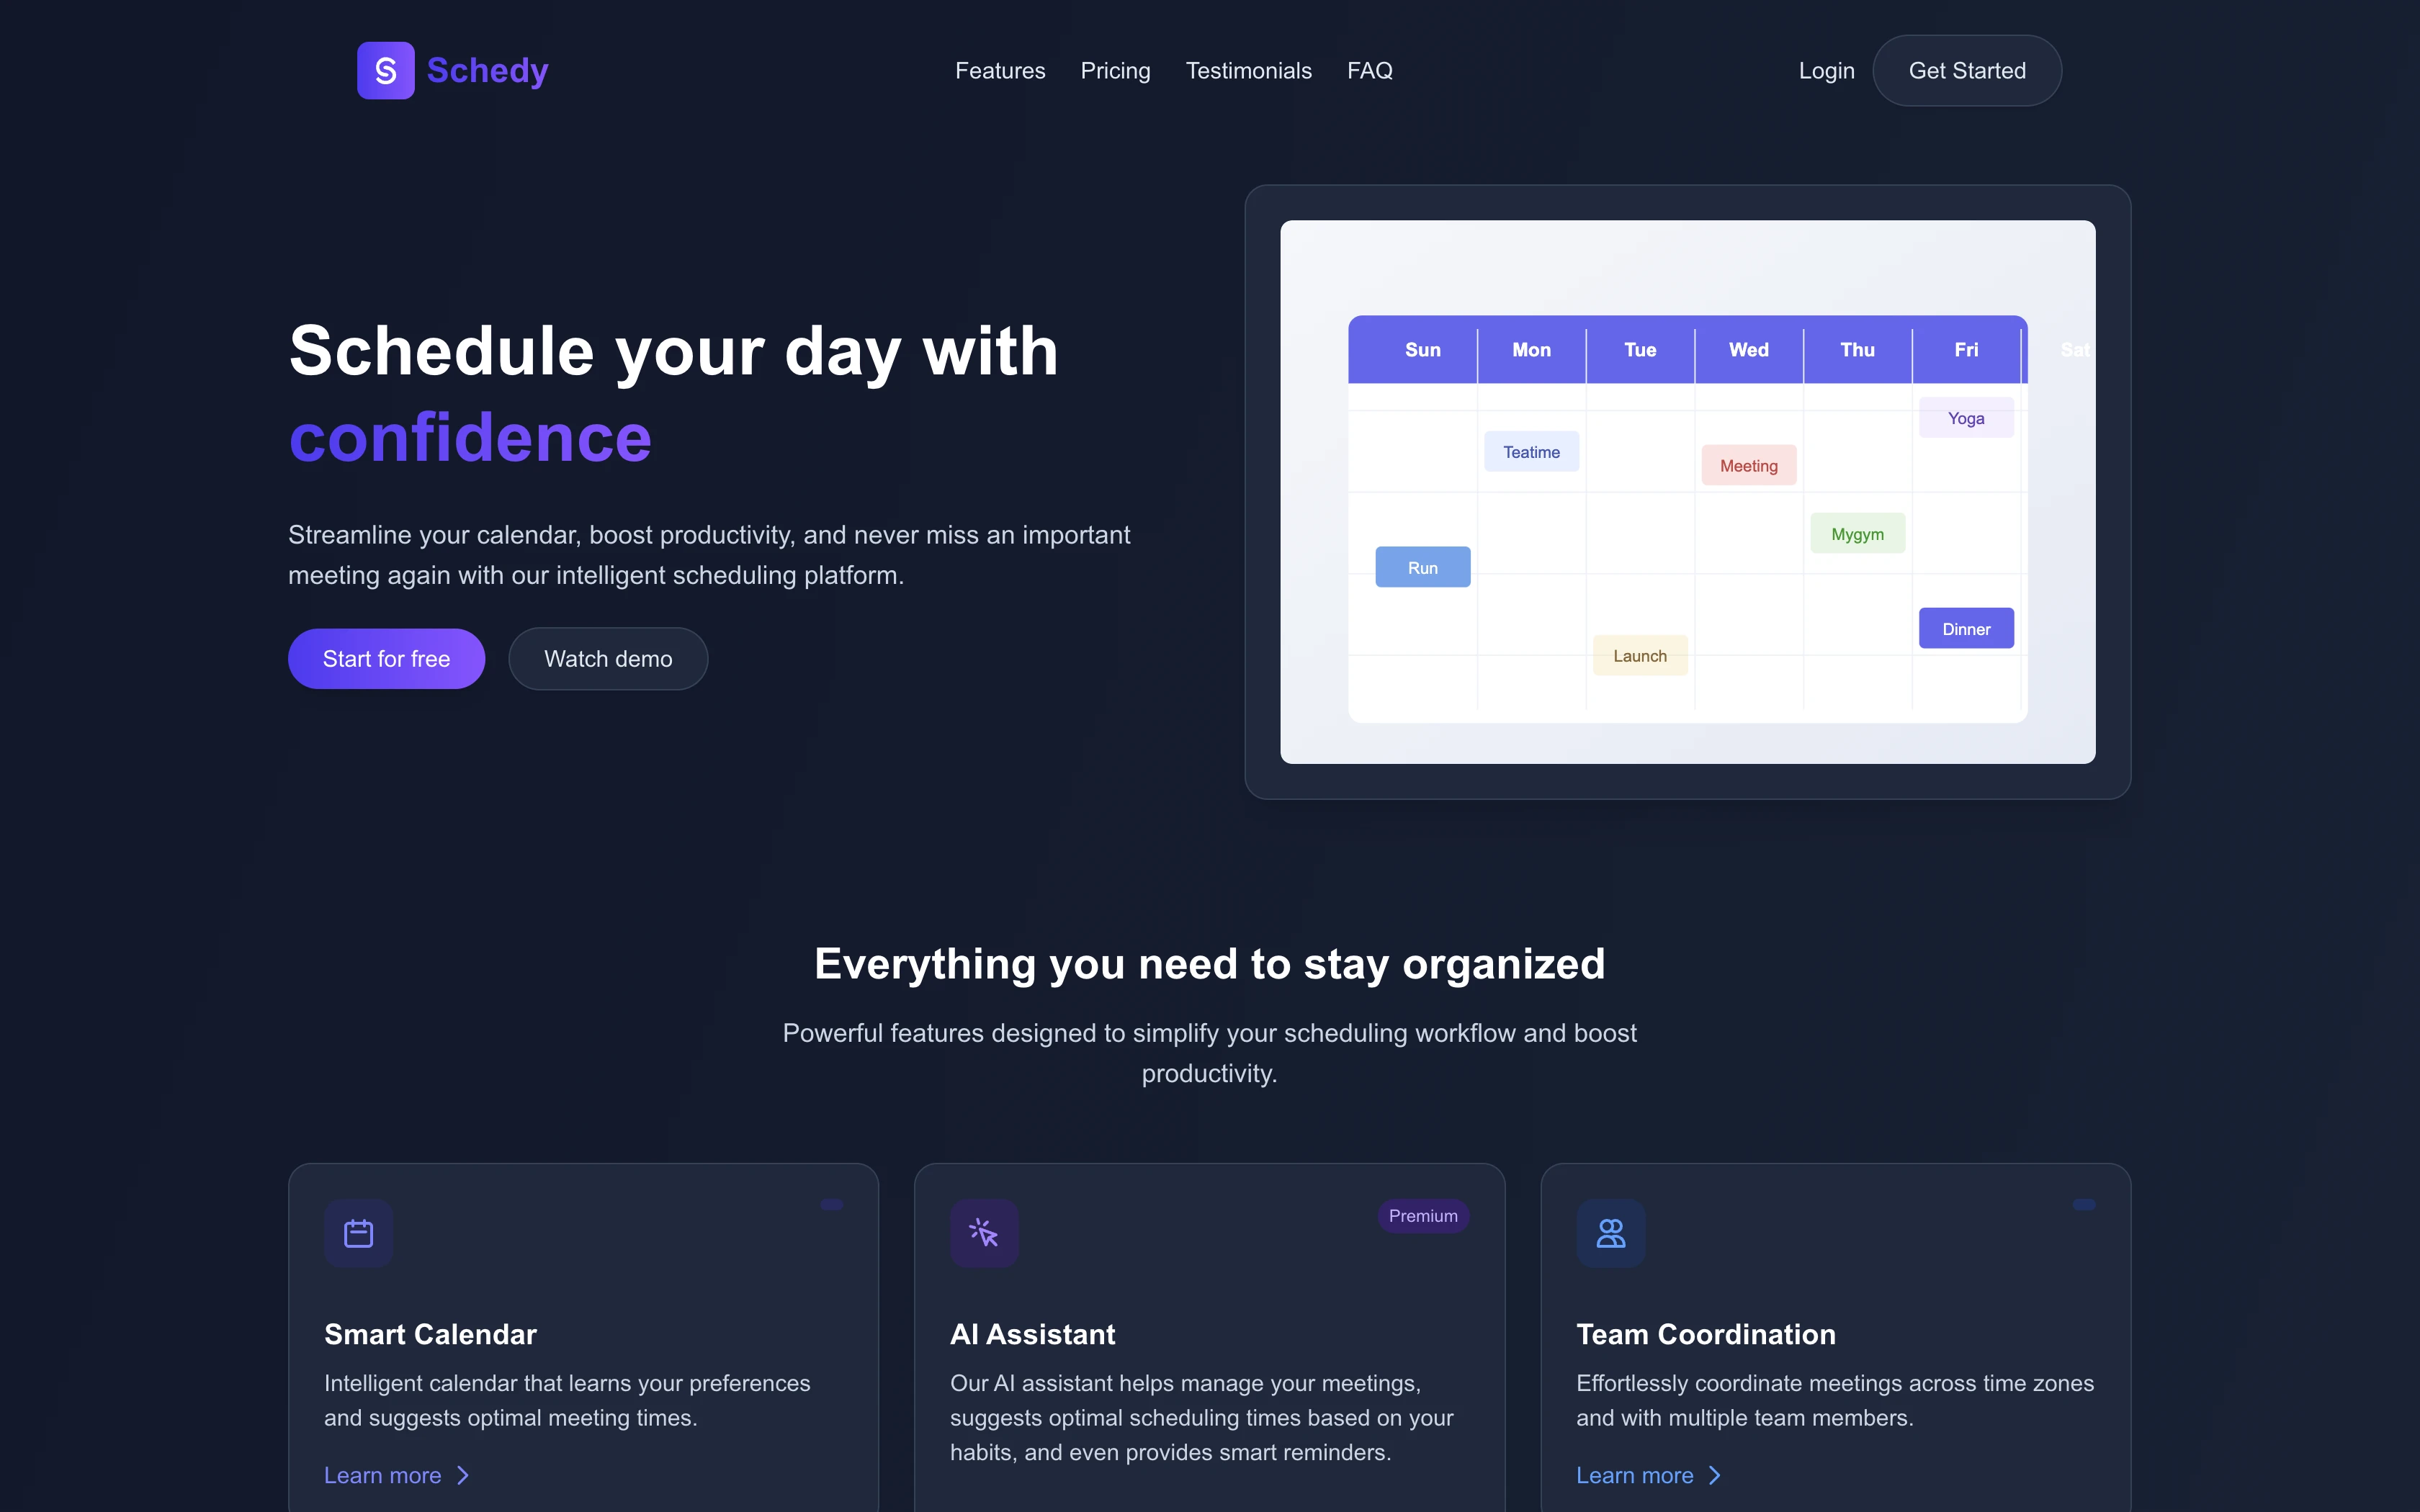 Schedy
Features Pricing Testimonials FAQ
Login Get Started
Schedule your day with
confidence
Streamline your calendar, boost productivity, and never miss an important
meeting again with our intelligent scheduling platform.
Start for free Watch demo
Sun Mon Tue Wed Thu Fri Sat
Yoga
Teatime
Meeting
Mygym
Run
Dinner
Launch
Everything you need to stay organized
Powerful features designed to simplify your scheduling workflow and boost
productivity.
Smart Calendar
Intelligent calendar that learns your preferences
and suggests optimal meeting times.
Learn more
Premium
AI Assistant
Our AI assistant helps manage your meetings,
suggests optimal scheduling times based on your
habits, and even provides smart reminders.
Team Coordination
Effortlessly coordinate meetings across time zones
and with multiple team members.
Learn more